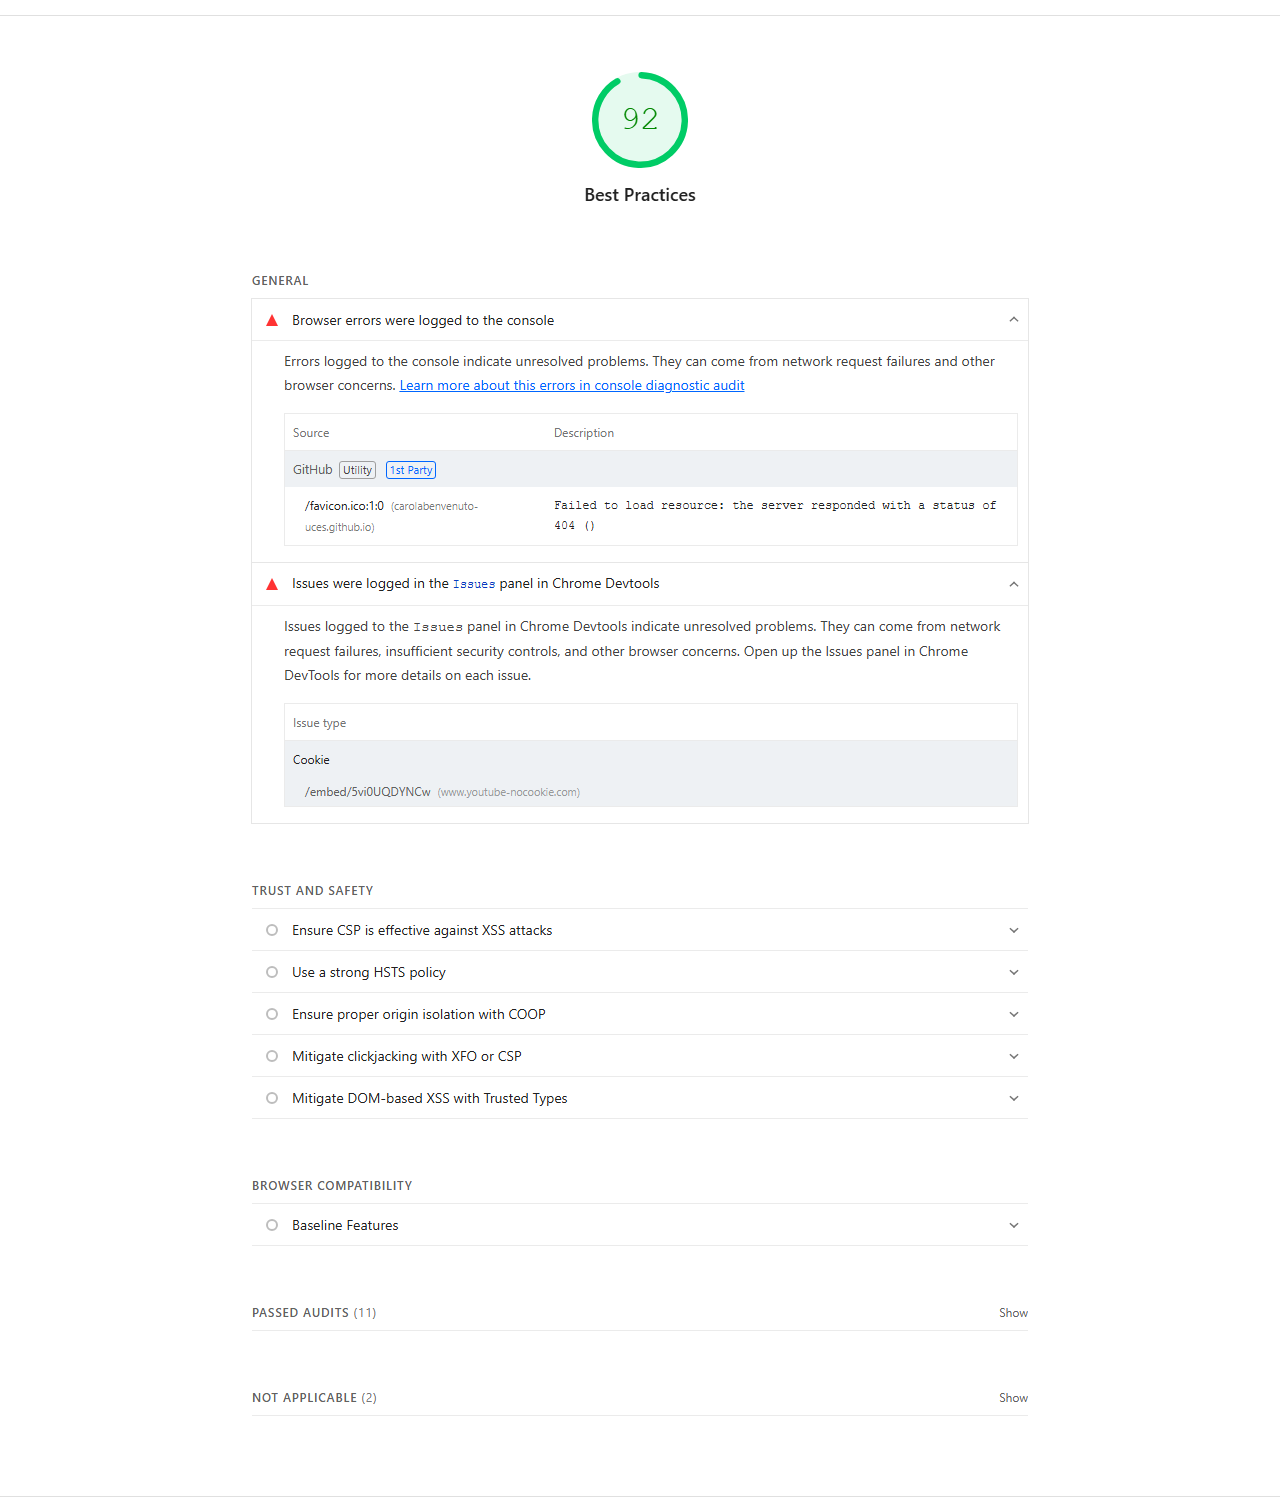 92
Best Practices
GENERAL
Browser errors were logged to the console
Errors logged to the console indicate unresolved problems. They can come from network request failures and other
browser concerns. Learn more about this errors in console diagnostic audit
Source Description
GitHub Utility 1st Party
/favicon.ico:1:0 (carolabenvenuto- Failed to load resource: the server responded with a status of
uces.github.io) 404 ()
Issues were logged in the Issues panel in Chrome Devtools
Issues logged to the Issues panel in Chrome Devtools indicate unresolved problems. They can come from network
request failures, insufficient security controls, and other browser concerns. Open up the Issues panel in Chrome
DevTools for more details on each issue.
Issue type
Cookie
/embed/5vi0UQDYNCw (www.youtube-nocookie.com)
TRUST AND SAFETY
Ensure CSP is effective against XSS attacks
Use a strong HSTS policy
Ensure proper origin isolation with COOP
Mitigate clickjacking with XFO or CSP
Mitigate DOM-based XSS with Trusted Types
BROWSER COMPATIBILITY
Baseline Features
PASSED AUDITS (11) Show
NOT APPLICABLE (2) Show